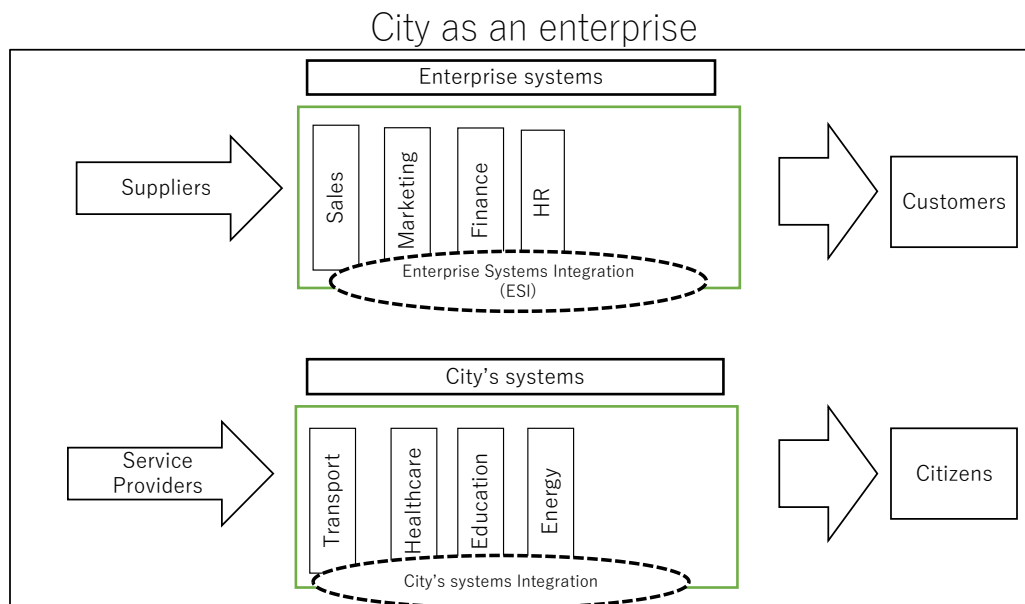 City as an enterprise
Enterprise systems
Suppliers
Sales
Marketing
Finance
HR
Customers
Enterprise Systems Integration
(ESI)
City's systems
Service
Providers
Transport
Healthcare
Education
Energy
Citizens
City's systems Integration